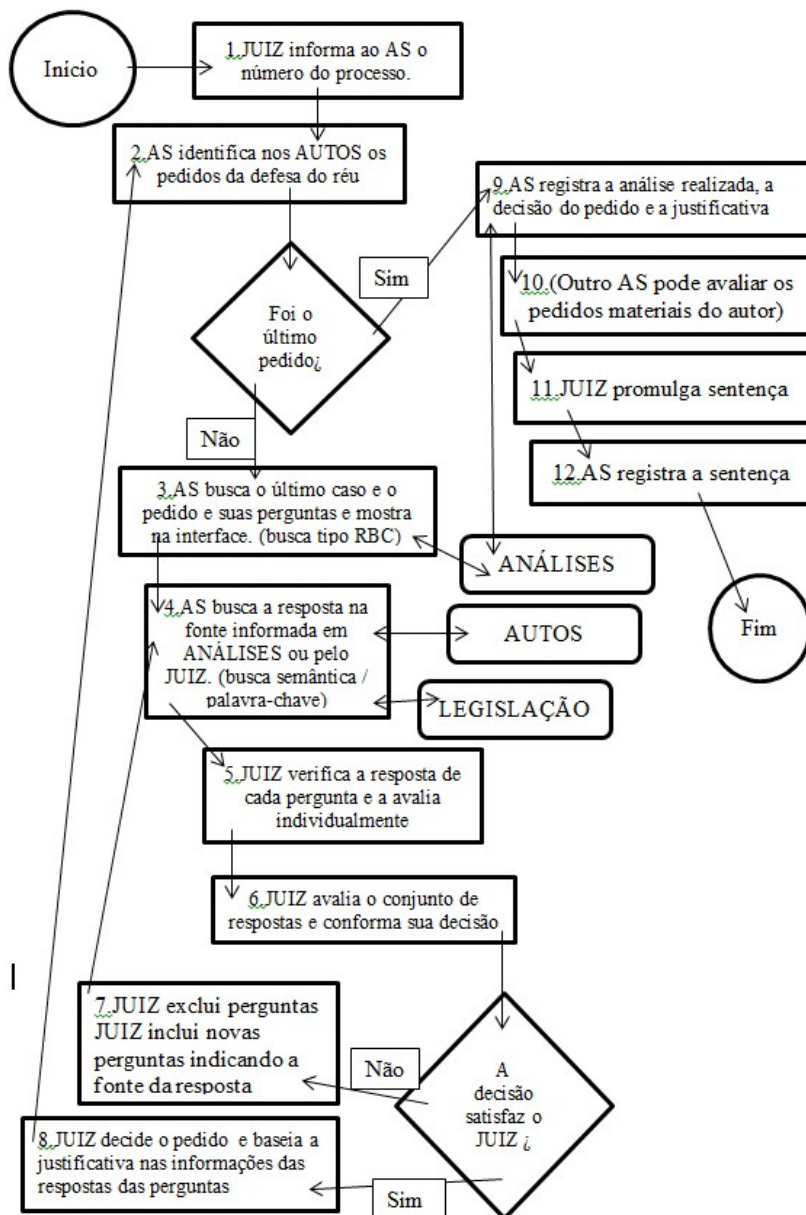 Início
1.JUIZ informa ao AS o
número do processo.
2.AS identifica nos AUTOS os
pedidos da defesa do réu
Foi o
último
pedido¿
Sim
Não
3.AS busca o último caso e o
pedido e suas perguntas e mostra
na interface. (busca tipo RBC)
4.AS busca a resposta na
fonte informada em
ANÁLISES ou pelo
JUIZ. (busca semântica /
palavra-chave)
ANÁLISES
AUTOS
LEGISLAÇÃO
5.JUIZ verifica a resposta de
cada pergunta e a avalia
individualmente
6.JUIZ avalia o conjunto de
respostas e conforma sua decisão
A
decisão
satisfaz o
JUIZ ¿
Não
7.JUIZ exclui perguntas
JUIZ inclui novas
perguntas indicando a
fonte da resposta
Sim
8.JUIZ decide o pedido e baseia a
justificativa nas informações das
respostas das perguntas
9.AS registra a análise realizada, a
decisão do pedido e a justificativa
10.(Outro AS pode avaliar os
pedidos materiais do autor)
11.JUIZ promulga sentença
12.AS registra a sentença
Fim